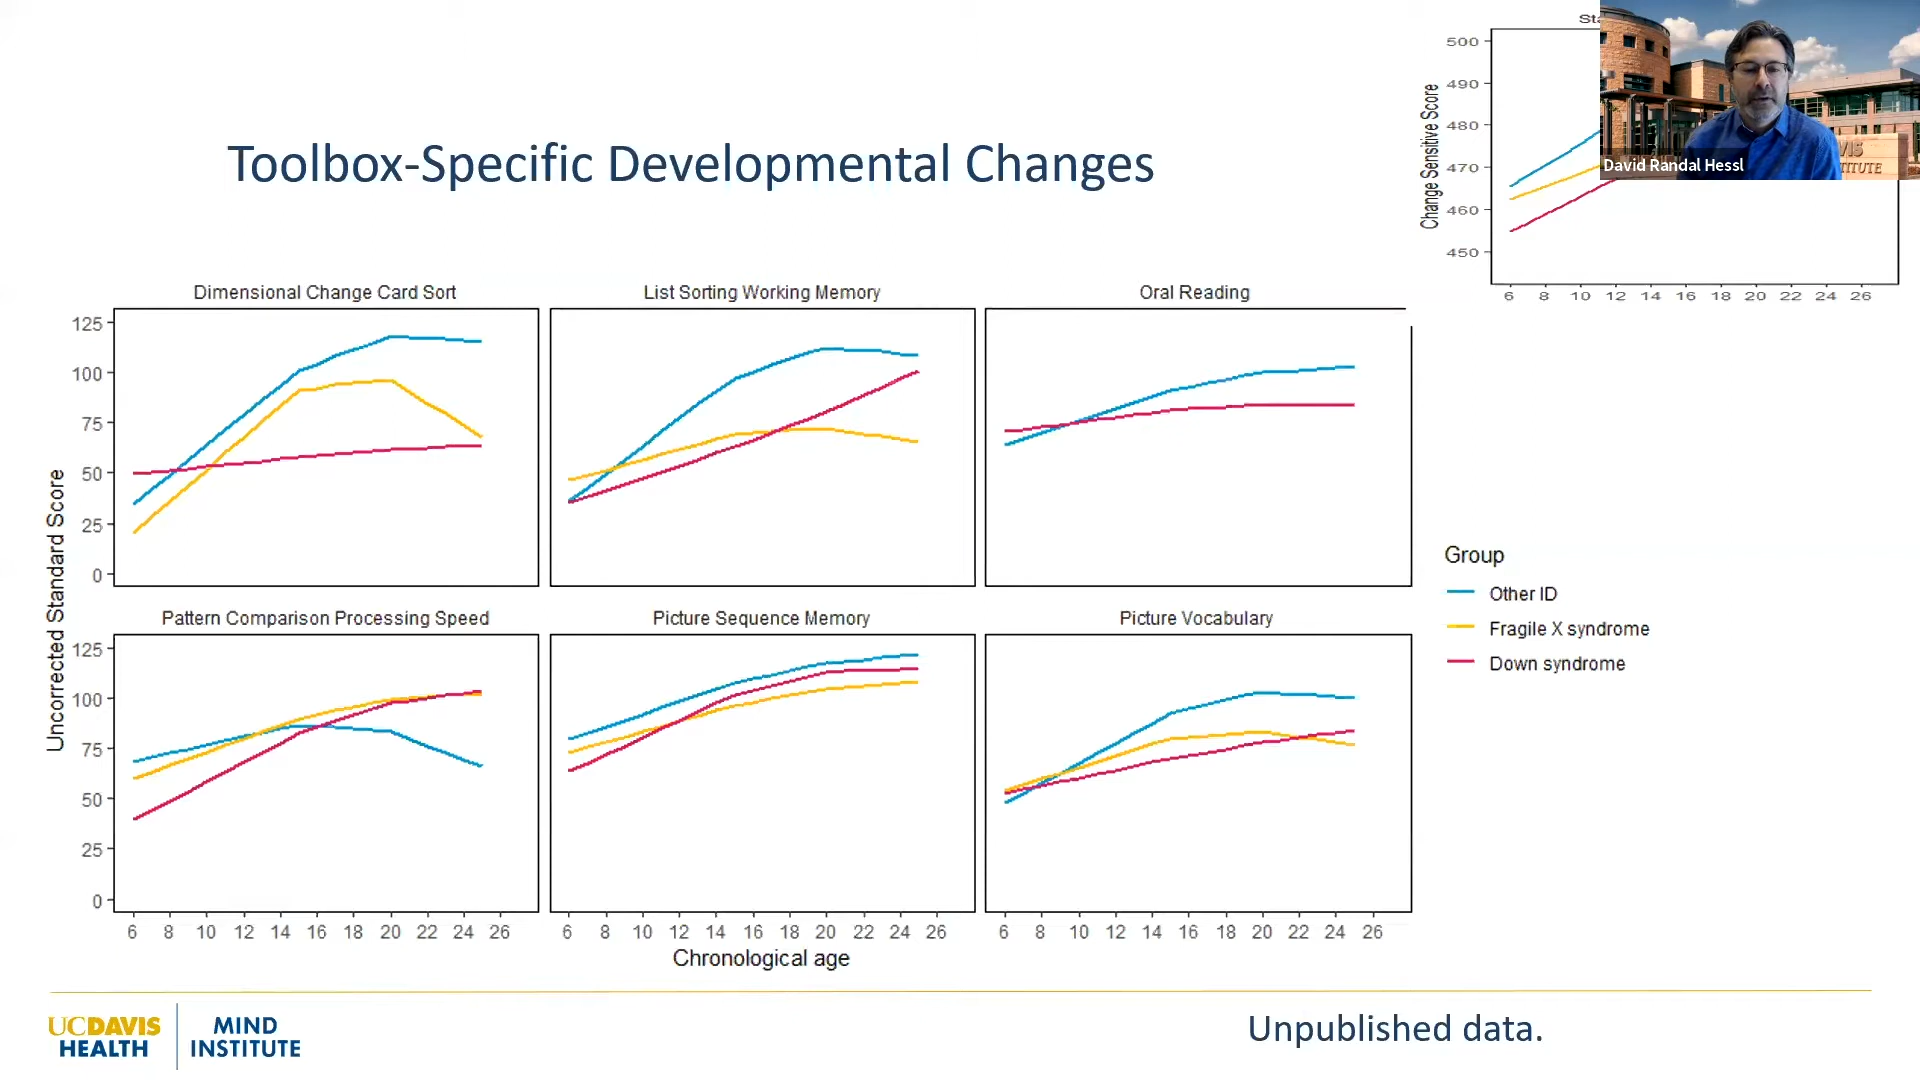 Toolbox-Specific Developmental Changes
500
490
480
470
460
450
Change Sensitive Score
6 8 10 12 14 16 18 20 22 24 26
David Randal Hessl
Dimensional Change Card Sort
List Sorting Working Memory
Oral Reading
125
100
75
50
25
0
Uncorrected Standard Score
Pattern Comparison Processing Speed
Picture Sequence Memory
Picture Vocabulary
125
100
75
50
25
0
6 8 10 12 14 16 18 20 22 24 26
6 8 10 12 14 16 18 20 22 24 26
6 8 10 12 14 16 18 20 22 24 26
Chronological age
Group
Other ID
Fragile X syndrome
Down syndrome
UCDAVIS
HEALTH
MIND
INSTITUTE
Unpublished data.